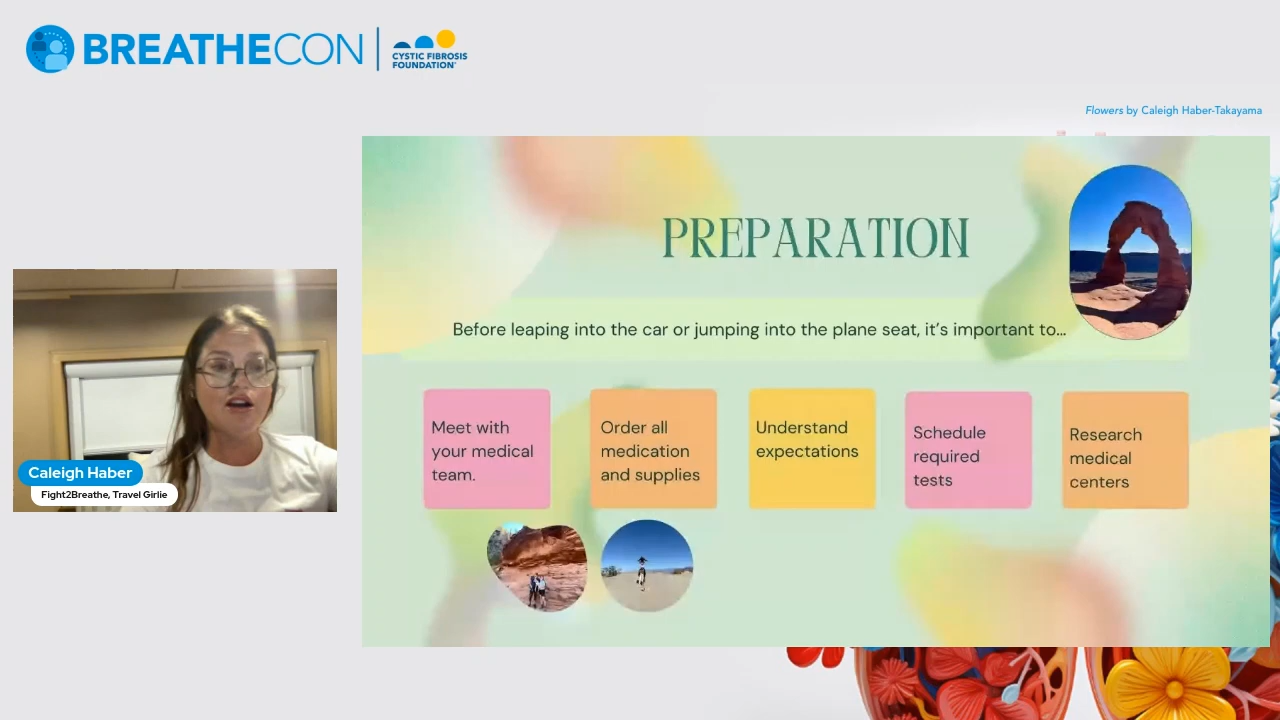 BREATHECON
CYSTIC FIBROSIS
FOUNDATION
Flowers by Caleigh Haber-Takayama
PREPARATION
Before leaping into the car or jumping into the plane seat, it's important to...
Meet with
your medical
team.
Order all
medication
and supplies
Understand
expectations
Schedule
required
tests
Research
medical
centers
Caleigh Haber
Fight2Breathe, Travel Girlie